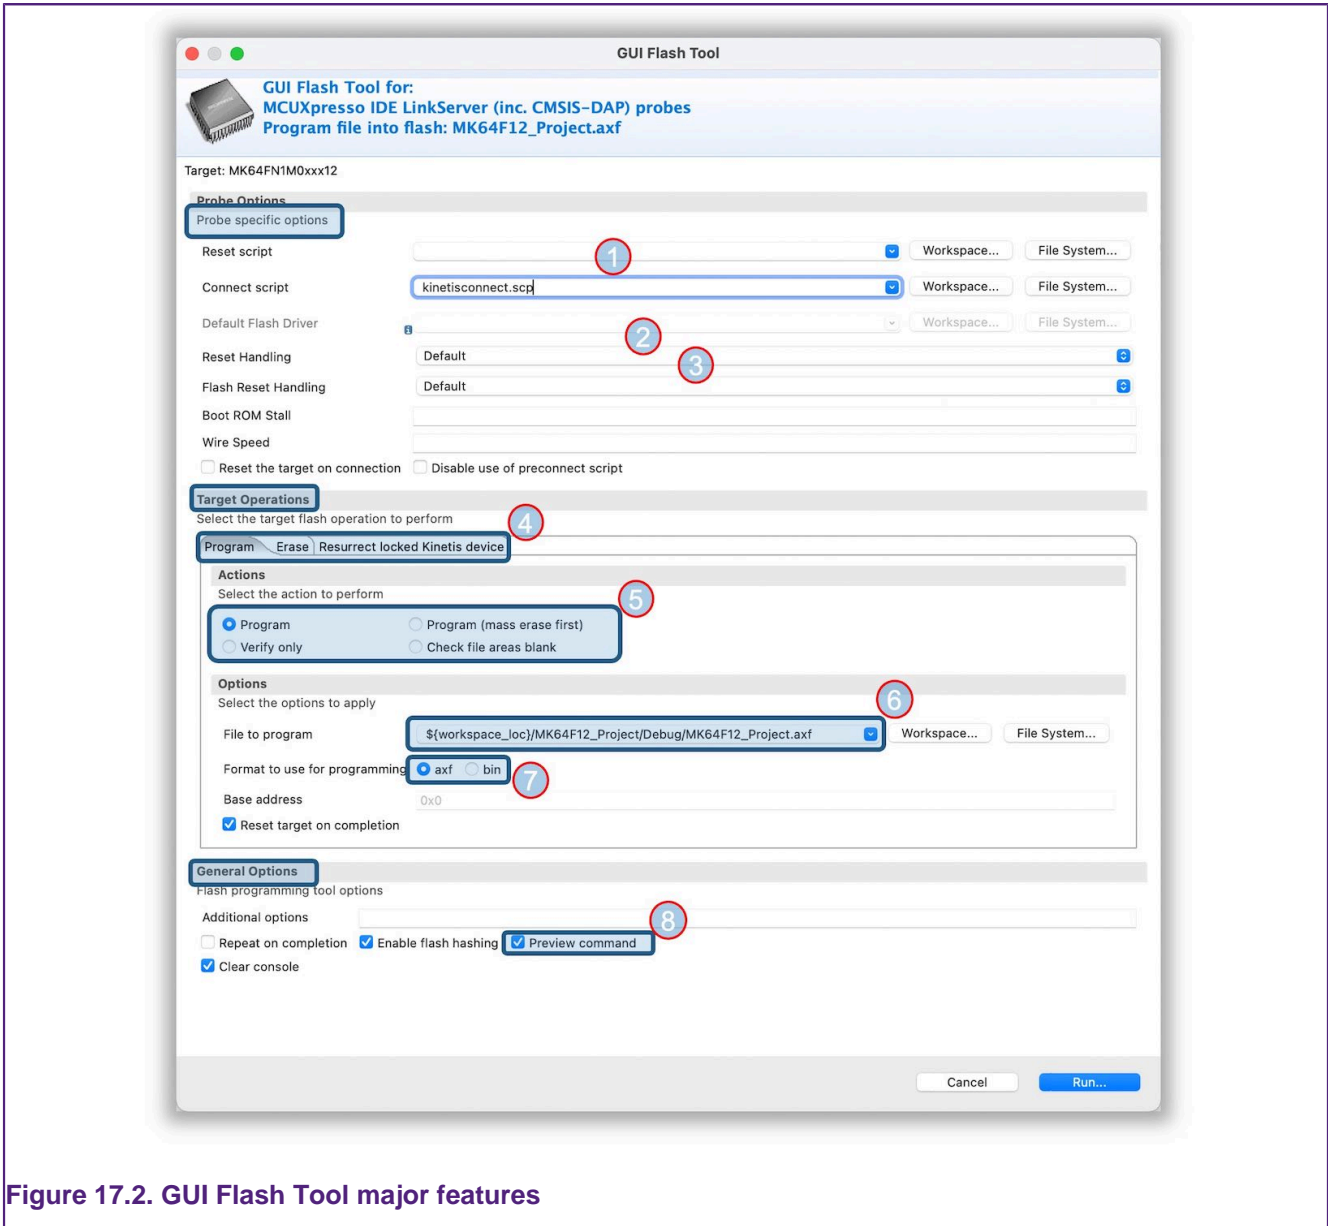 GUI Flash Tool
GUI Flash Tool for:
MCUXpresso IDE LinkServer (inc. CMSIS-DAP) probes
Program file into flash: MK64F12_Project.axf
Target: MK64FN1M0xxx12
Probe Options
Probe specific options
Reset script
1
Workspace... File System...
Connect script kinetisconnect.scp Workspace... File System...
Default Flash Driver Workspace... File System...
2
Reset Handling Default
3
Flash Reset Handling Default
Boot ROM Stall
Wire Speed
Reset the target on connection Disable use of preconnect script
Target Operations
Select the target flash operation to perform
4
Program Erase Resurrect locked Kinetis device
Actions
Select the action to perform
5
Program Program (mass erase first)
Verify only Check file areas blank
Options
Select the options to apply
6
File to program ${workspace_loc}/MK64F12_Project/Debug/MK64F12_Project.axf Workspace... File System...
Format to use for programming axf bin
7
Base address 0x0
Reset target on completion
General Options
Flash programming tool options
Additional options
8
Repeat on completion Enable flash hashing Preview command
Clear console
Cancel Run...
Figure 17.2. GUI Flash Tool major features